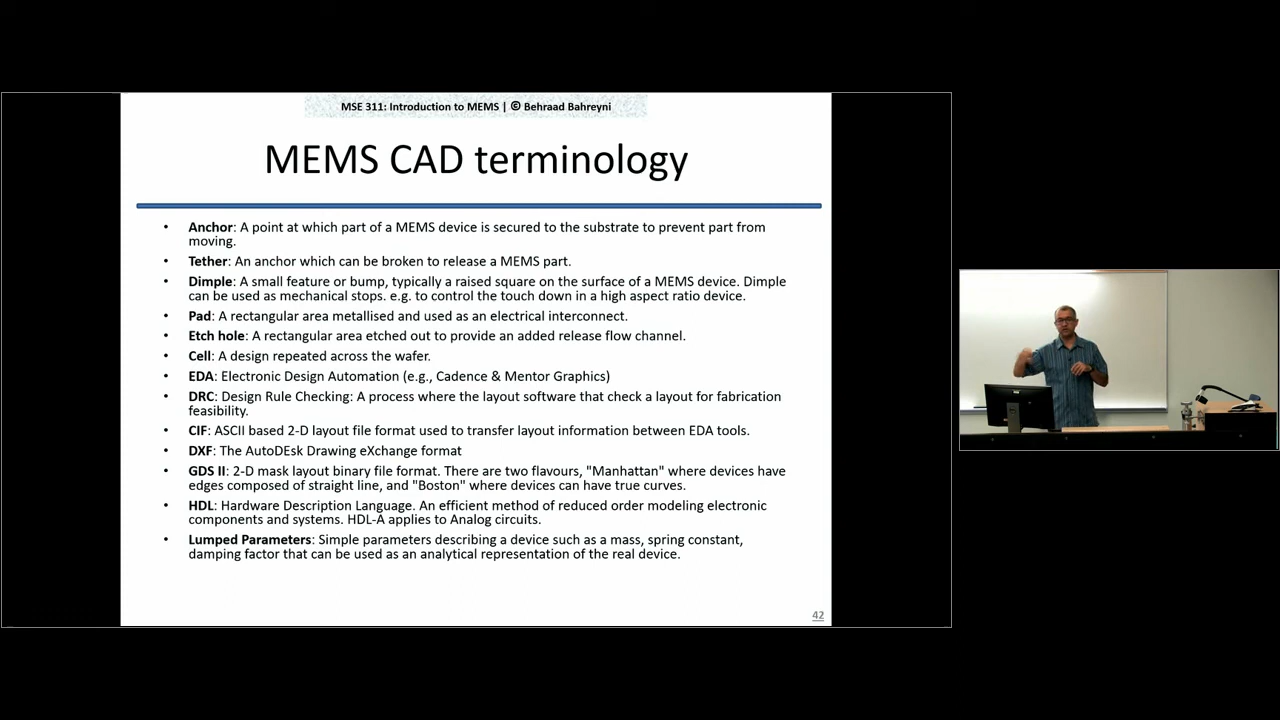 MSE 311: Introduction to MEMS | © Behraad Bahreyni
MEMS CAD terminology
• Anchor: A point at which part of a MEMS device is secured to the substrate to prevent part from
moving.
• Tether: An anchor which can be broken to release a MEMS part.
• Dimple: A small feature or bump, typically a raised square on the surface of a MEMS device. Dimple
can be used as mechanical stops. e.g. to control the touch down in a high aspect ratio device.
• Pad: A rectangular area metallised and used as an electrical interconnect.
• Etch hole: A rectangular area etched out to provide an added release flow channel.
• Cell: A design repeated across the wafer.
• EDA: Electronic Design Automation (e.g., Cadence & Mentor Graphics)
• DRC: Design Rule Checking: A process where the layout software that check a layout for fabrication
feasibility.
• CIF: ASCII based 2-D layout file format used to transfer layout information between EDA tools.
• DXF: The AutoDEsk Drawing eXchange format
• GDS II: 2-D mask layout binary file format. There are two flavours, "Manhattan" where devices have
edges composed of straight line, and "Boston" where devices can have true curves.
• HDL: Hardware Description Language. An efficient method of reduced order modeling electronic
components and systems. HDL-A applies to Analog circuits.
• Lumped Parameters: Simple parameters describing a device such as a mass, spring constant,
damping factor that can be used as an analytical representation of the real device.
42